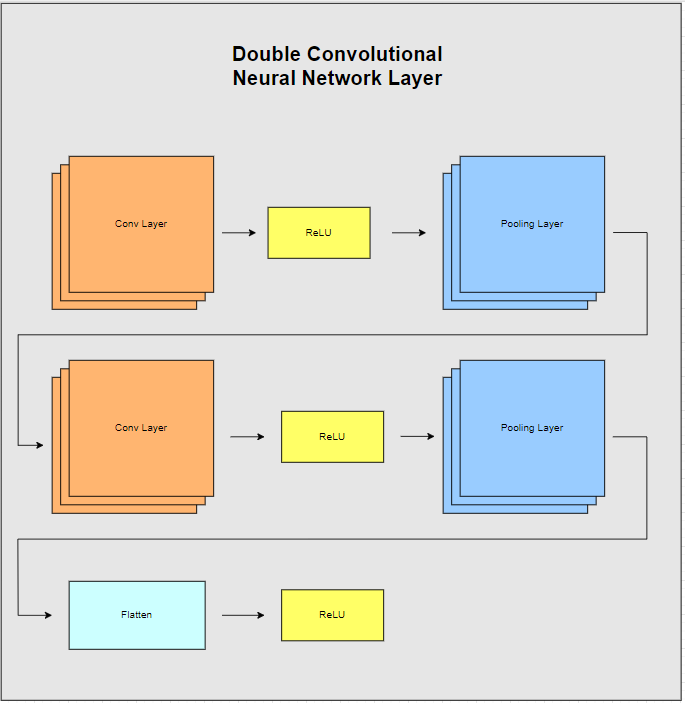 Double Convolutional
Neural Network Layer
Conv Layer
ReLU
Pooling Layer
Conv Layer
ReLU
Pooling Layer
Flatten
ReLU